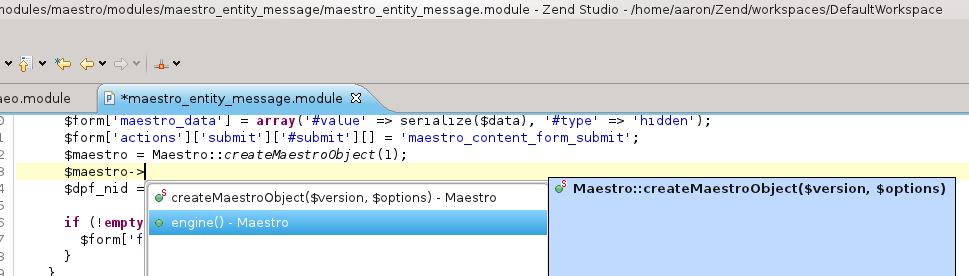 modules/maestro/modules/maestro_entity_message/maestro_entity_message.module - Zend Studio - /home/aaron/Zend/workspaces/DefaultWorkspace
aeo.module
*maestro_entity_message.module
0 $form['maestro_data'] = array('#value' => serialize($data), '#type' => 'hidden');
1 $form['actions']['submit']['#submit'][] = 'maestro_content_form_submit';
2 $maestro = Maestro::createMaestroObject(1);
3 $maestro->
4 $dpf_nid =
5
6 if (!empty
7 $form['f
8 }
9 }
createMaestroObject($version, $options) - Maestro
engine() - Maestro
Maestro::createMaestroObject($version, $options)